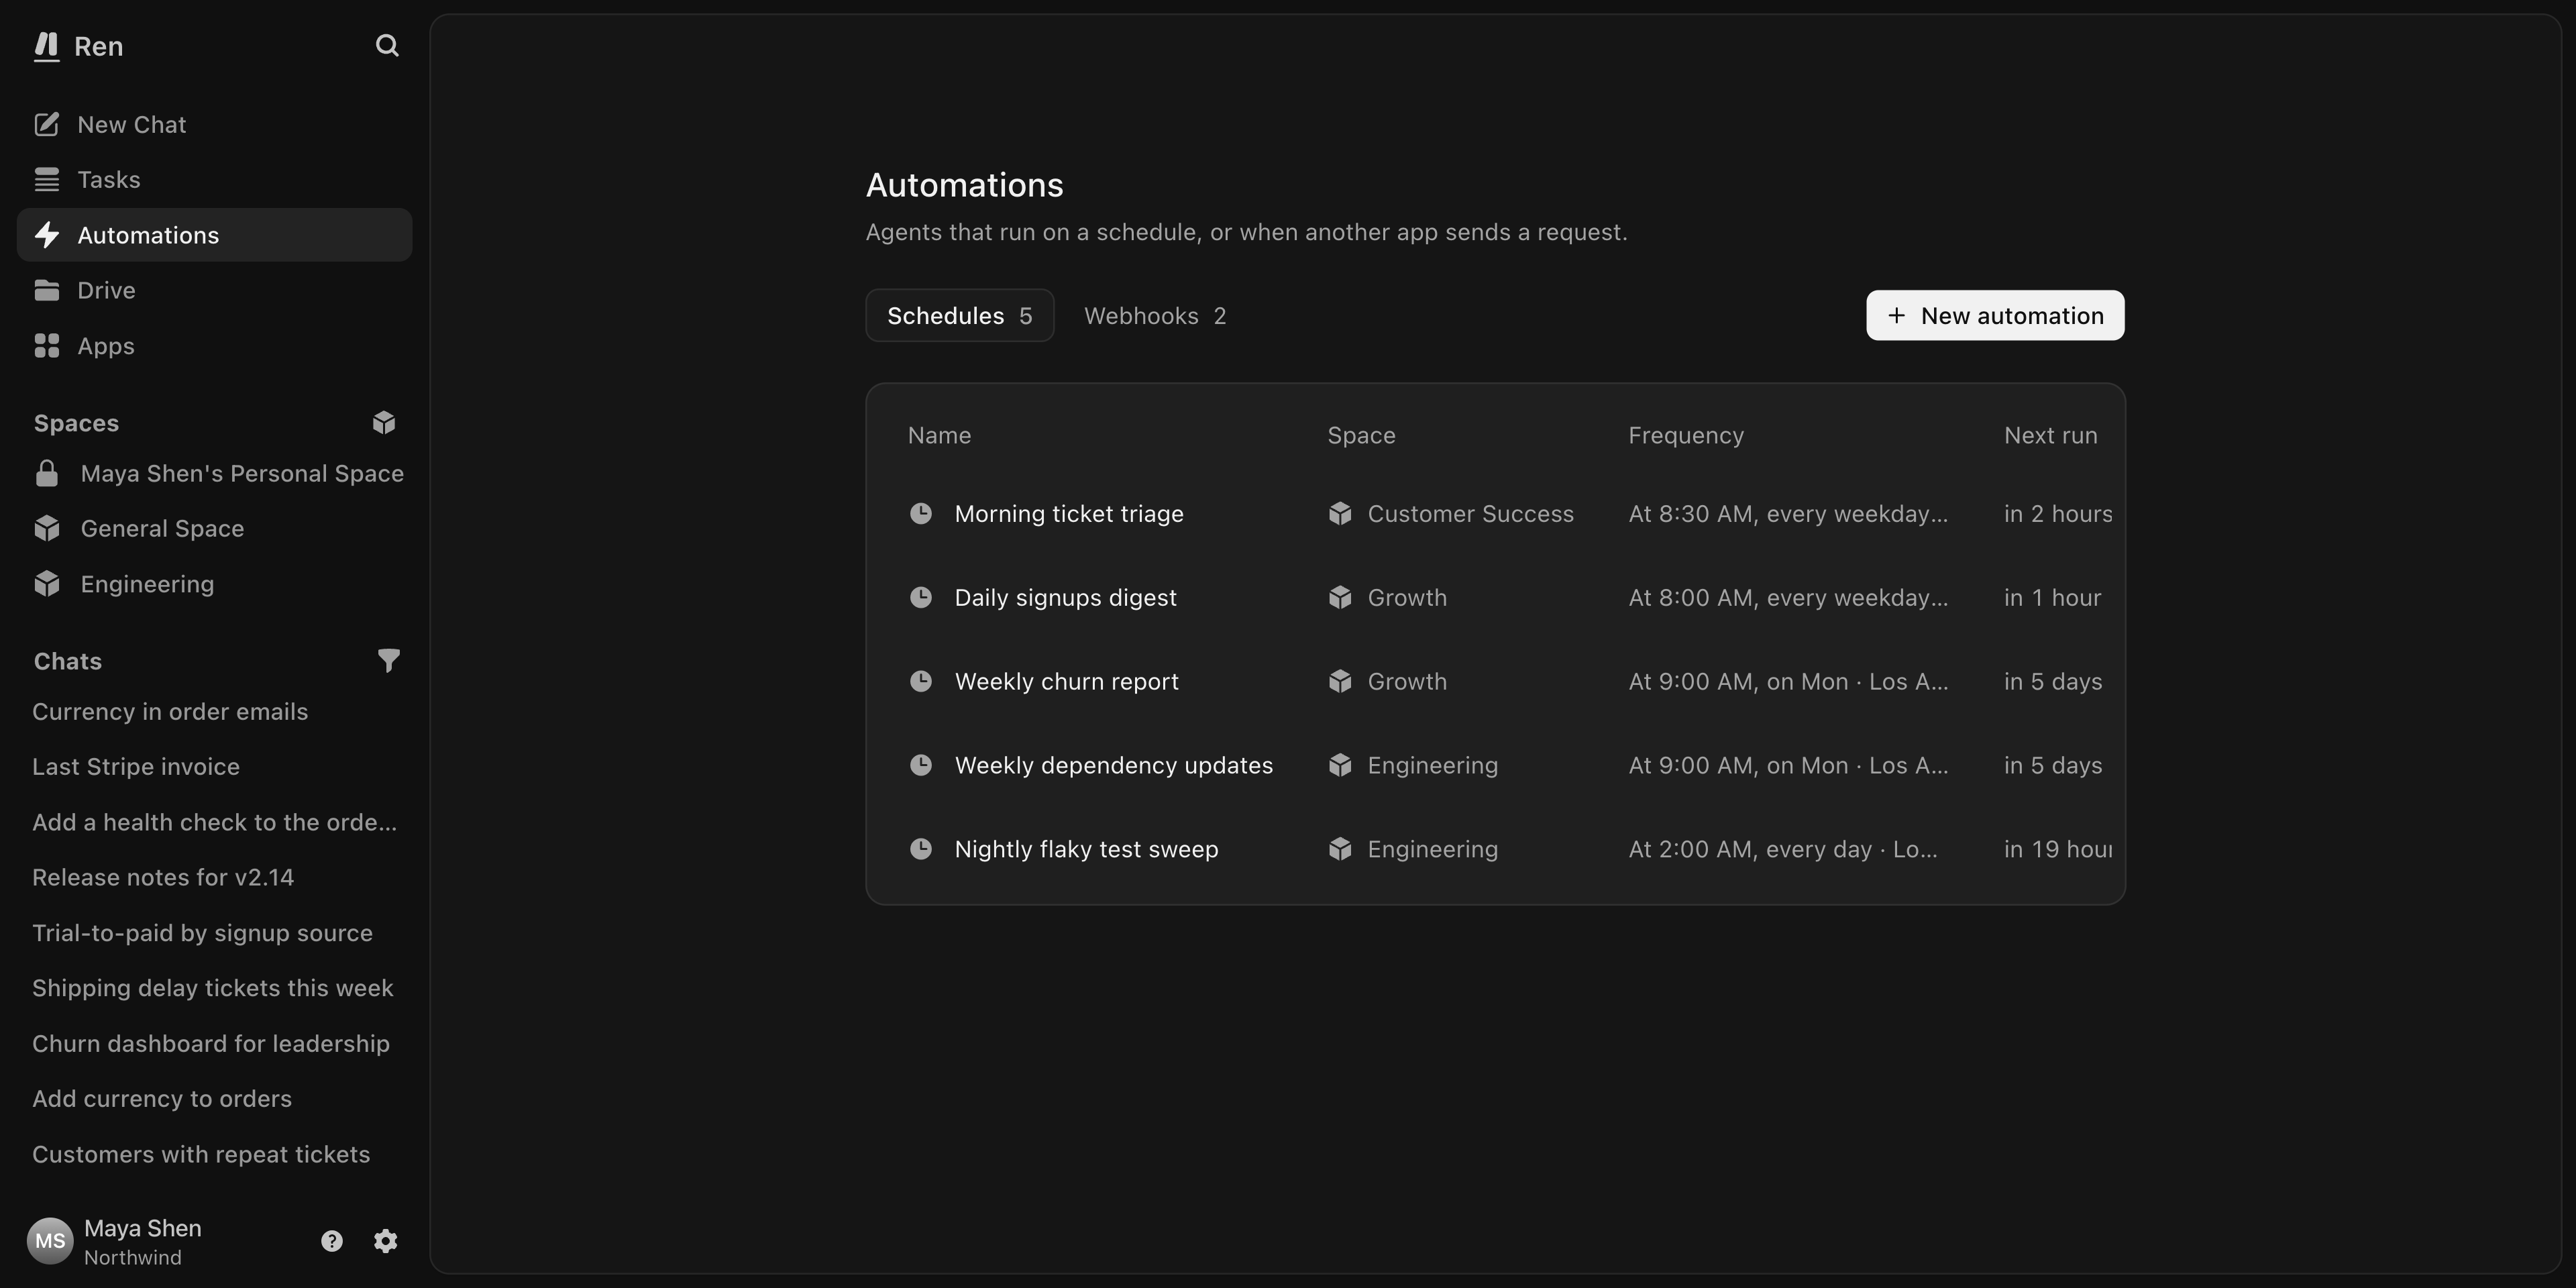 Ren
New Chat
Tasks
Automations
Drive
Apps
Spaces
Maya Shen's Personal Space
General Space
Engineering
Chats
Currency in order emails
Last Stripe invoice
Add a health check to the orde...
Release notes for v2.14
Trial-to-paid by signup source
Shipping delay tickets this week
Churn dashboard for leadership
Add currency to orders
Customers with repeat tickets
MS
Maya Shen
Northwind
Automations
Agents that run on a schedule, or when another app sends a request.
Schedules 5 Webhooks 2
+ New automation
Name Space Frequency Next run
Morning ticket triage Customer Success At 8:30 AM, every weekday... in 2 hours
Daily signups digest Growth At 8:00 AM, every weekday... in 1 hour
Weekly churn report Growth At 9:00 AM, on Mon · Los A... in 5 days
Weekly dependency updates Engineering At 9:00 AM, on Mon · Los A... in 5 days
Nightly flaky test sweep Engineering At 2:00 AM, every day · Lo... in 19 hour